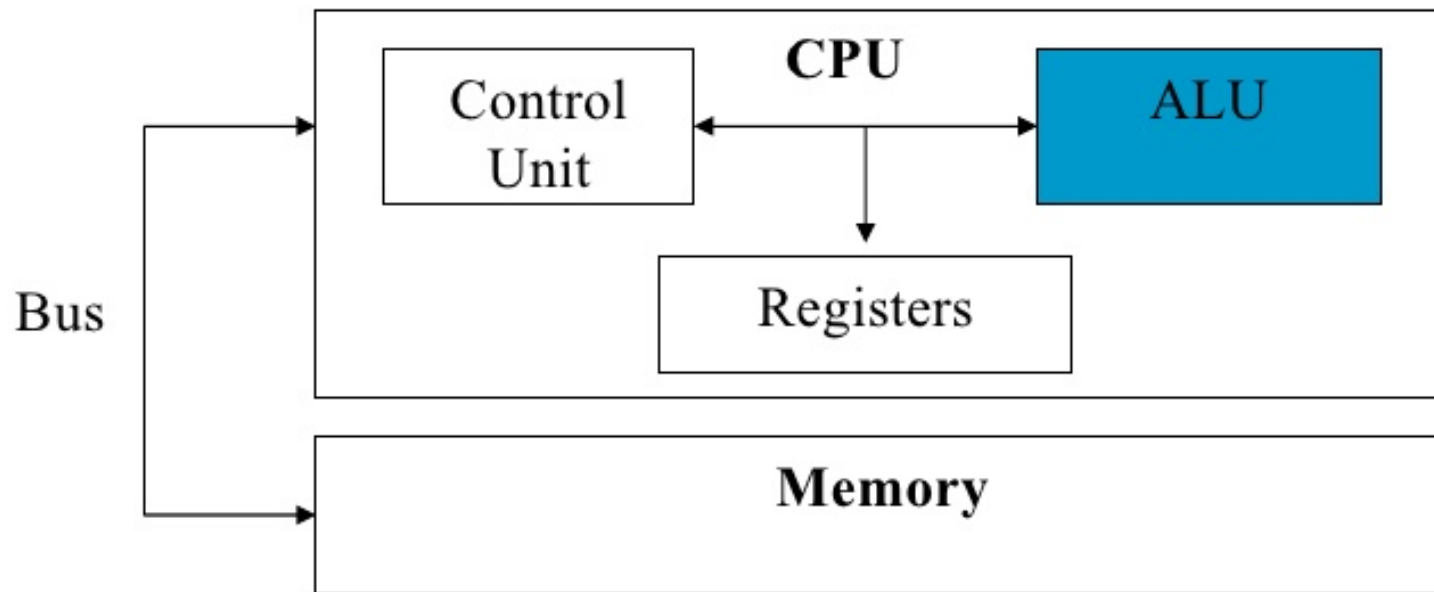 CPU
Control
Unit
ALU
Registers
Bus
Memory